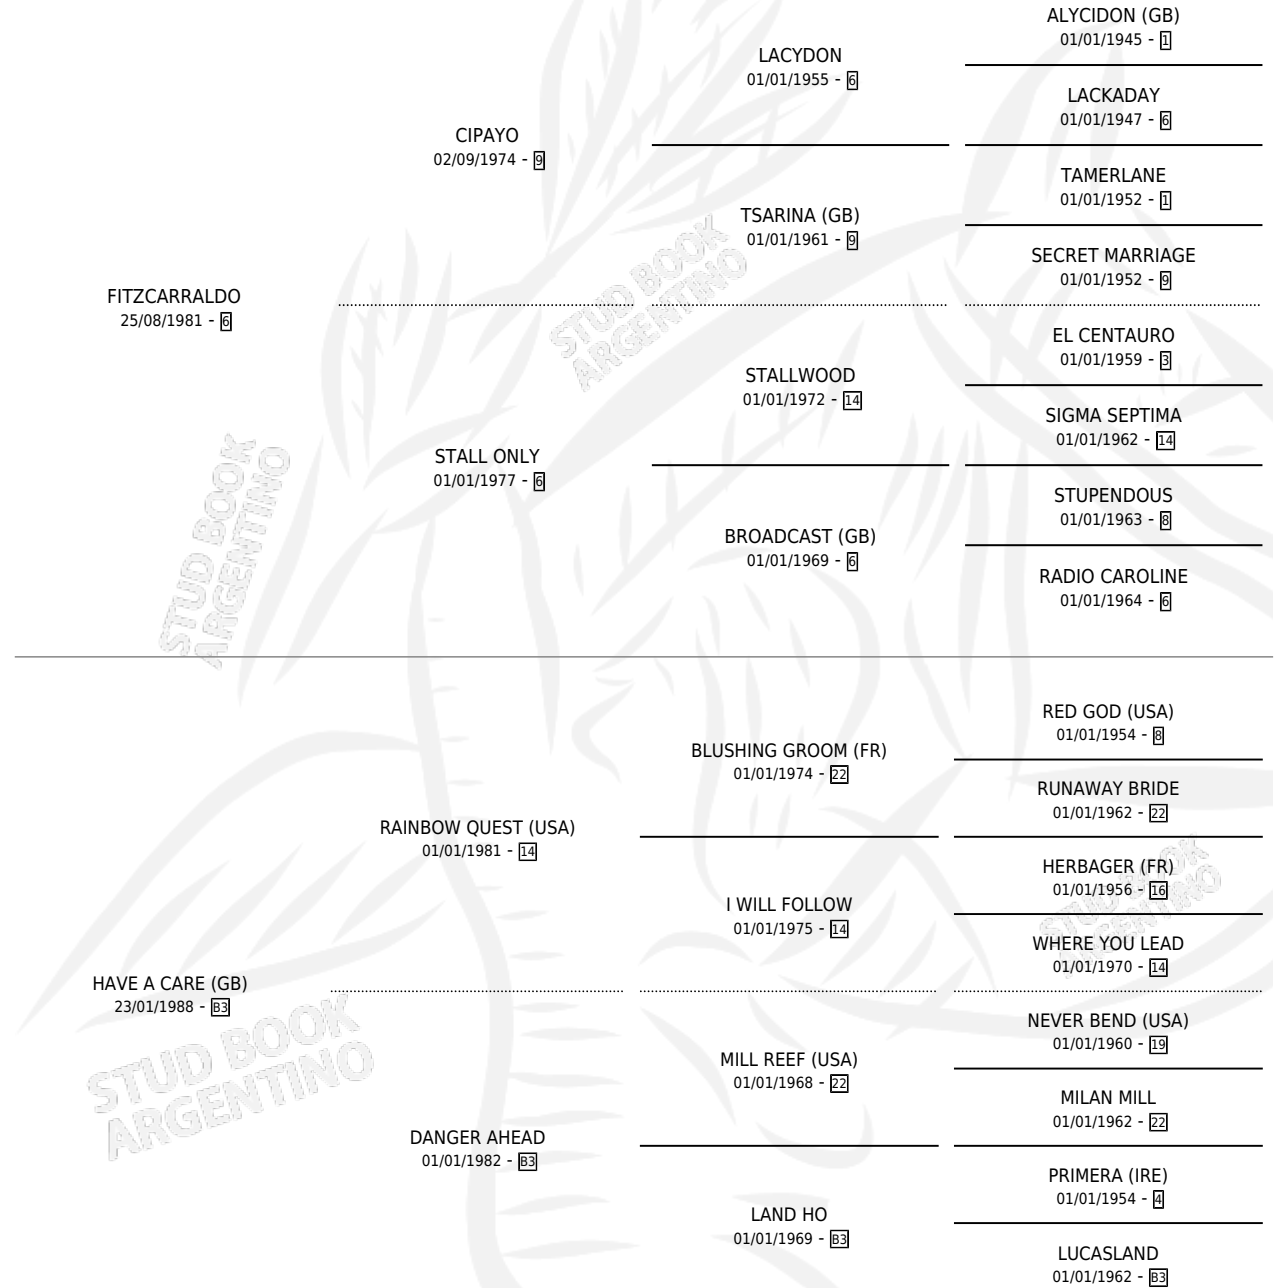 ALYCIDON (GB)
01/01/1945 - 1
LACYDON
01/01/1955 - 6
LACKADAY
01/01/1947 - 6
CIPAYO
02/09/1974 - 9
TAMERLANE
01/01/1952 - 1
TSARINA (GB)
01/01/1961 - 9
SECRET MARRIAGE
01/01/1952 - 9
FITZCARRALDO
25/08/1981 - 6
STUD BOOK
ARGENTINO
EL CENTAURO
01/01/1959 - 3
STALLWOOD
01/01/1972 - 14
SIGMA SEPTIMA
01/01/1962 - 14
STALL ONLY
01/01/1977 - 6
STUPENDOUS
01/01/1963 - 8
BROADCAST (GB)
01/01/1969 - 6
RADIO CAROLINE
01/01/1964 - 6
STUD BOOK
ARGENTINO
RED GOD (USA)
01/01/1954 - 8
BLUSHING GROOM (FR)
01/01/1974 - 22
RUNAWAY BRIDE
01/01/1962 - 22
RAINBOW QUEST (USA)
01/01/1981 - 14
HERBAGER (FR)
01/01/1956 - 16
I WILL FOLLOW
01/01/1975 - 14
STUD BOOK
ARGENTINO
WHERE YOU LEAD
01/01/1970 - 14
HAVE A CARE (GB)
23/01/1988 - B3
NEVER BEND (USA)
01/01/1960 - 19
MILL REEF (USA)
01/01/1968 - 22
STUD BOOK
ARGENTINO
MILAN MILL
01/01/1962 - 22
DANGER AHEAD
01/01/1982 - B3
PRIMERA (IRE)
01/01/1954 - 4
LAND HO
01/01/1969 - B3
LUCASLAND
01/01/1962 - B3